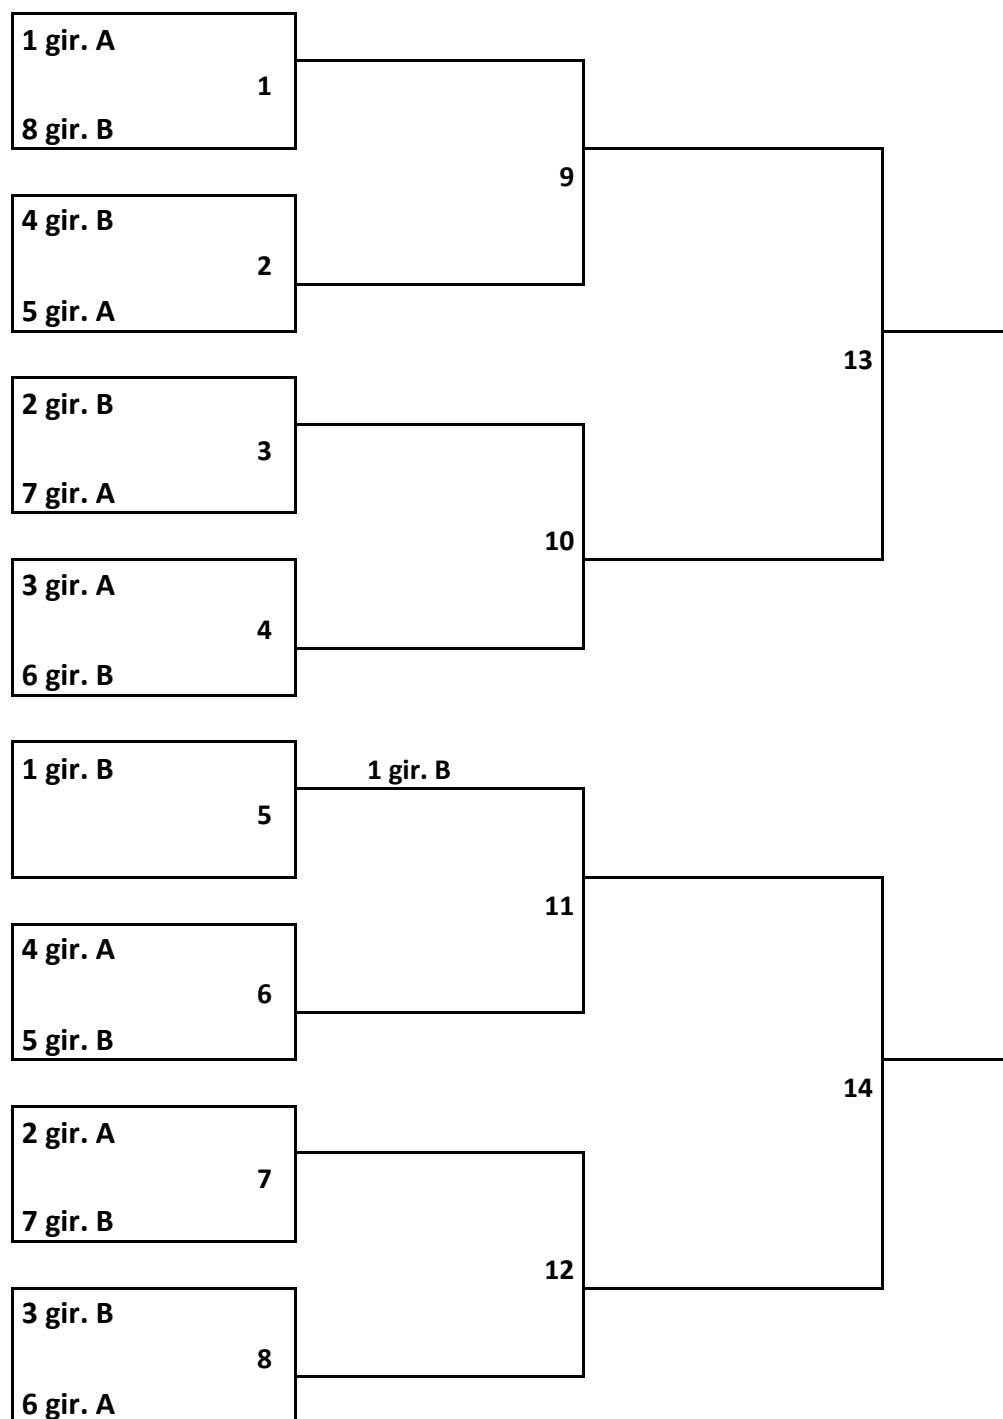 1 gir. A
1
8 gir. B
9
4 gir. B
2
5 gir. A
13
2 gir. B
3
7 gir. A
10
3 gir. A
4
6 gir. B
1 gir. B
1 gir. B
5
11
4 gir. A
6
5 gir. B
14
2 gir. A
7
7 gir. B
12
3 gir. B
8
6 gir. A